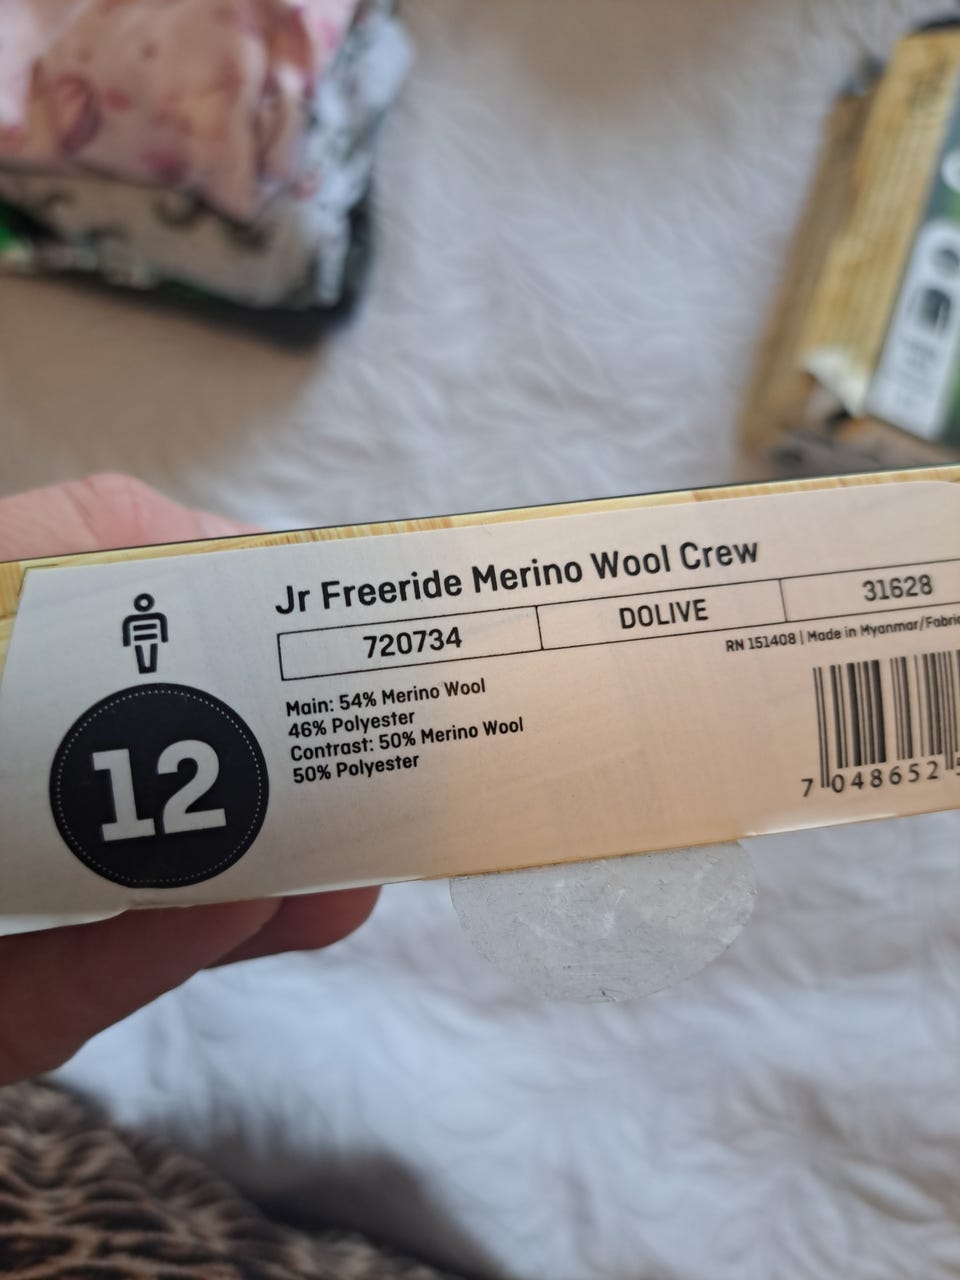 Jr Freeride Merino Wool Crew
720734 DOLIVE 31628
RN 151408 | Made in Myanmar/Fabric
Main: 54% Merino Wool
46% Polyester
Contrast: 50% Merino Wool
50% Polyester
12
7 048652